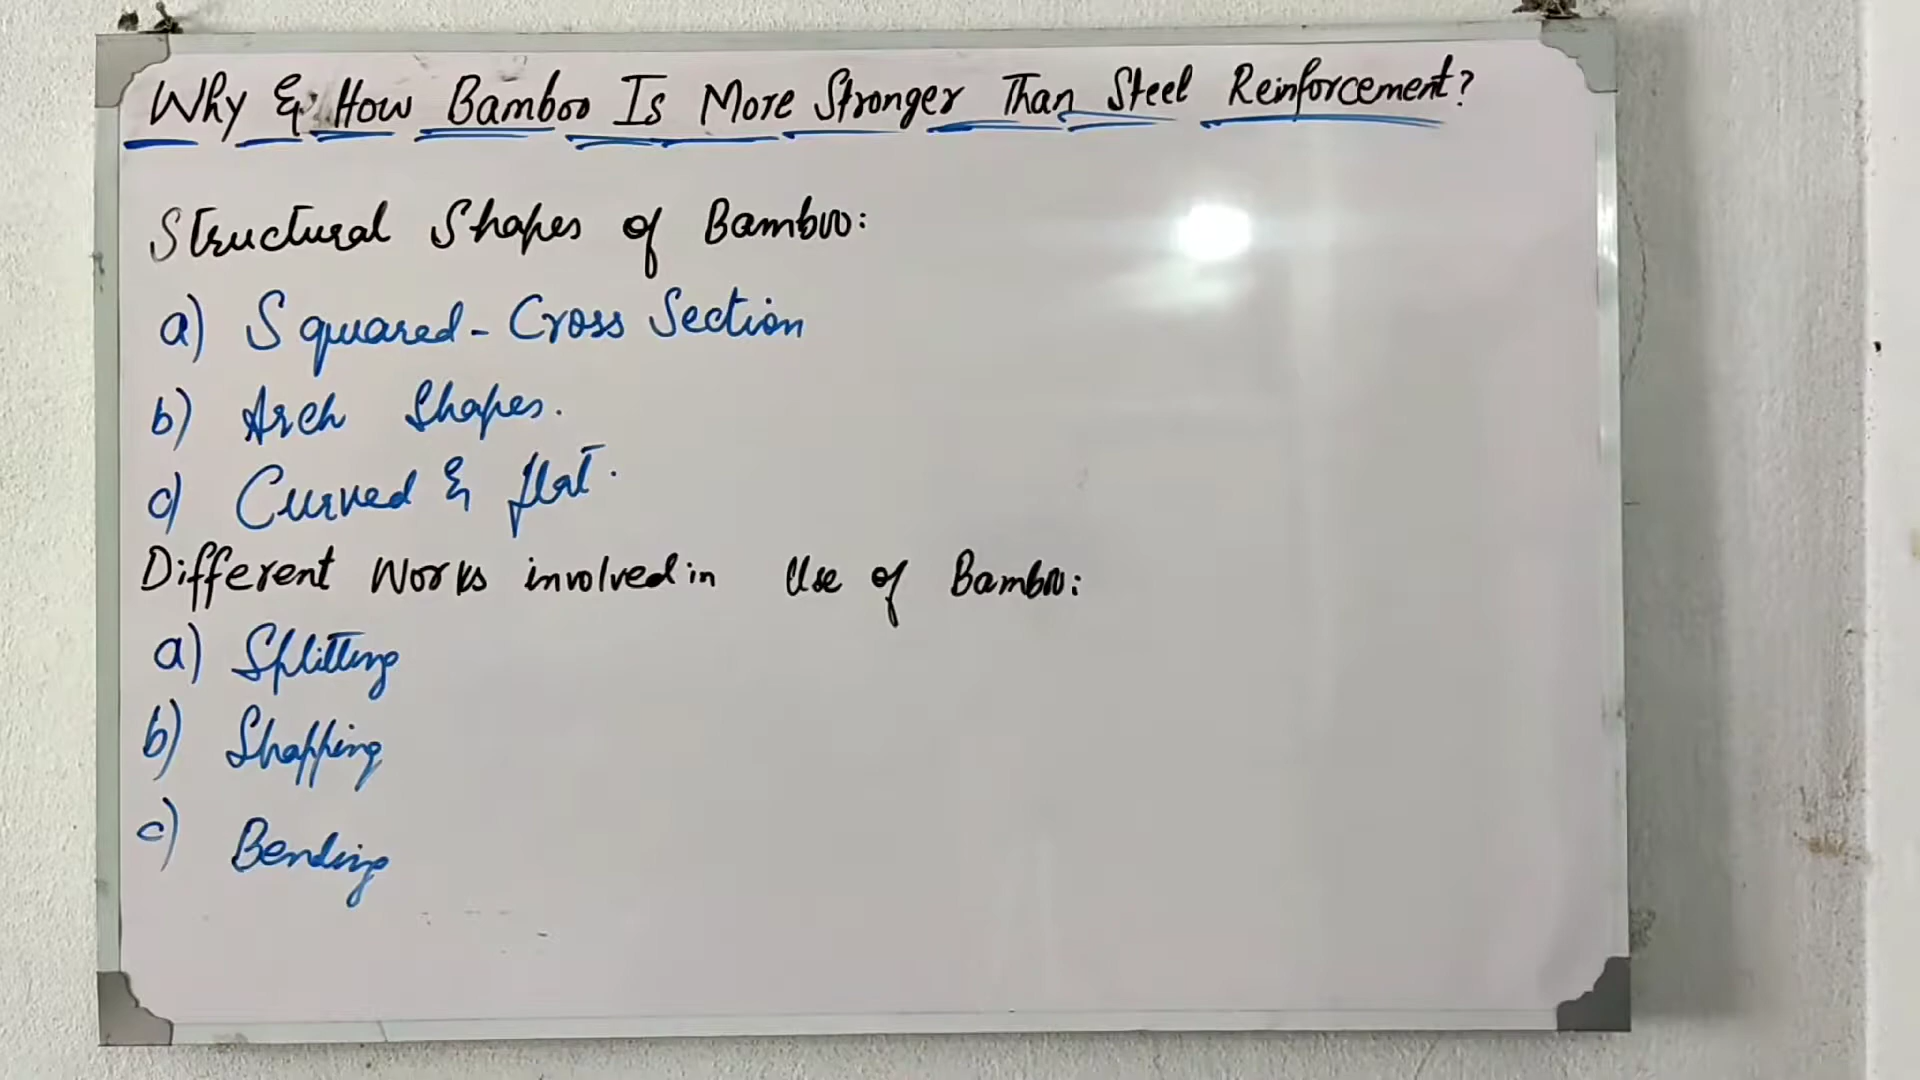 Why & How Bamboo Is More Stronger Than Steel Reinforcement?
Structural Shapes of Bamboo:
a) Squared - Cross Section
b) Arch Shapes.
c) Curved & flat.
Different Works involved in Use of Bamboo:
a) Splitting
b) Shapping
c) Bending